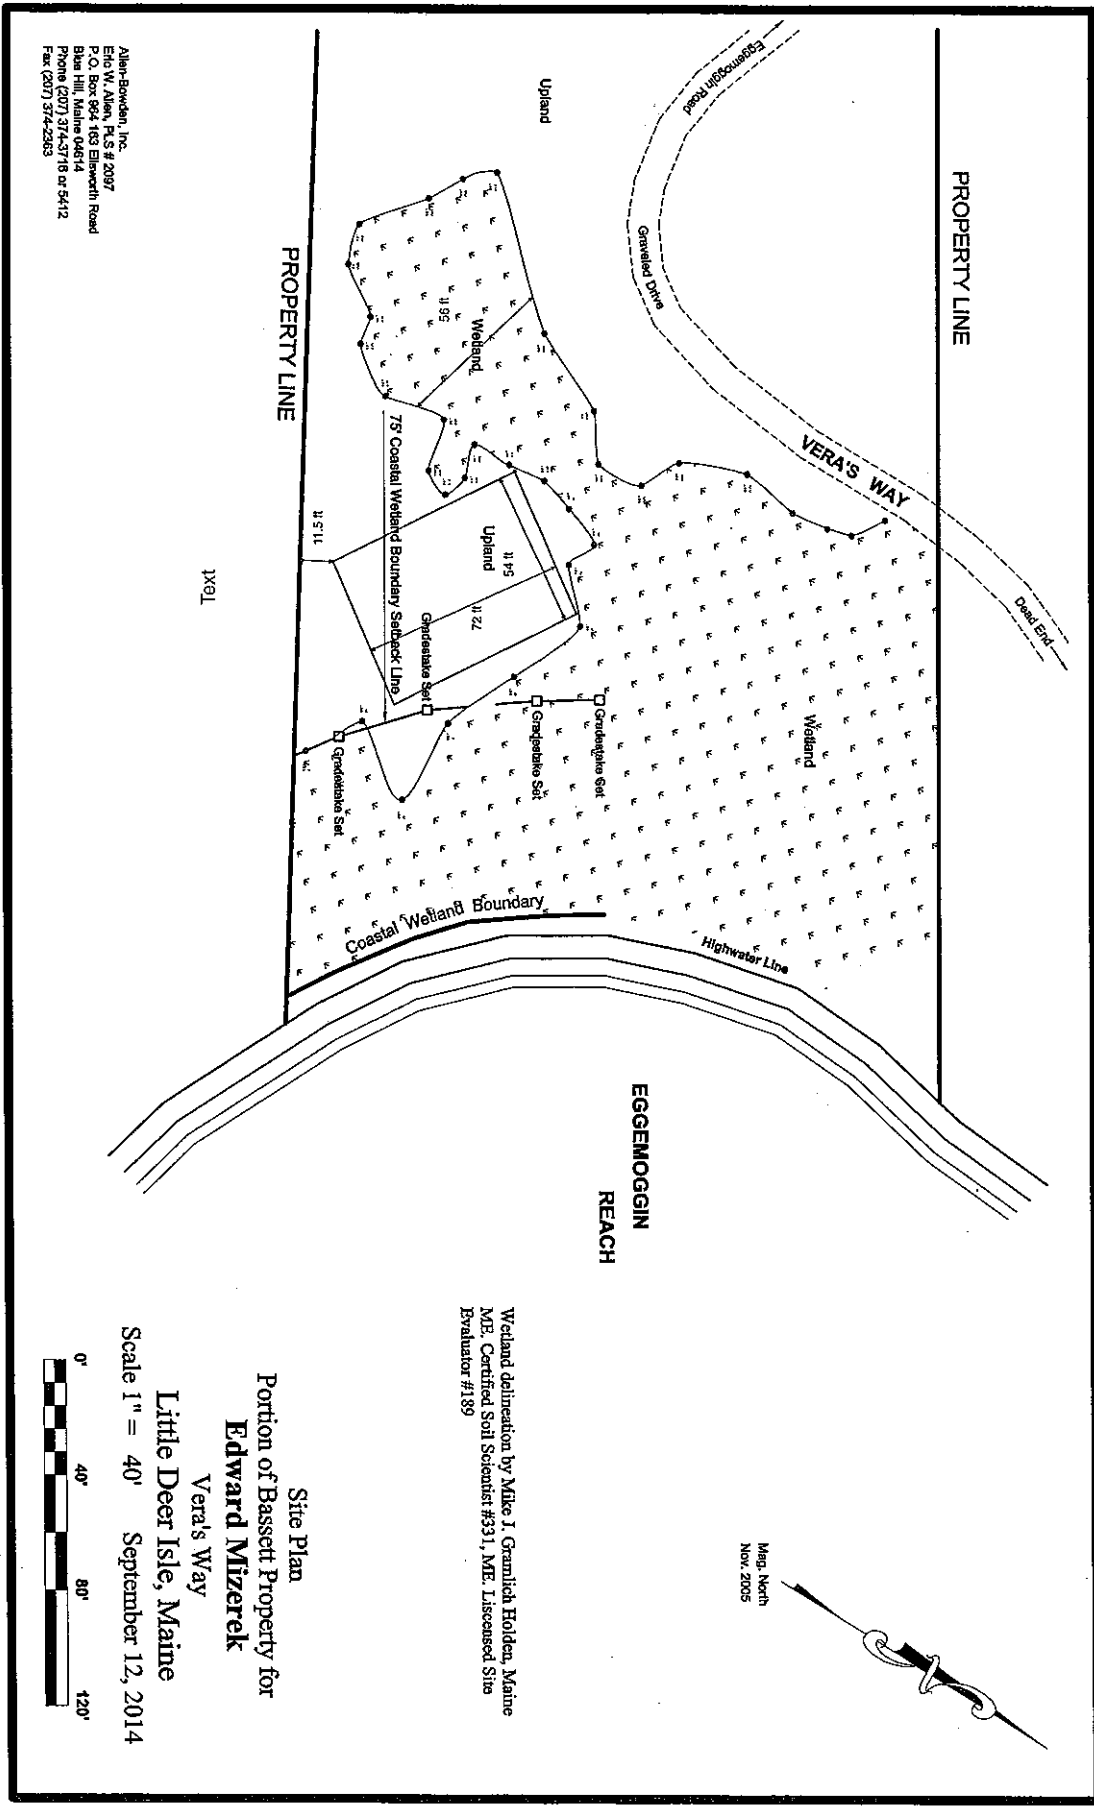 PROPERTY LINE
Eggemoggin Road
Graveled Drive
VERA'S WAY
Dead End
Upland
Wetland
56 ft
PROPERTY LINE
75' Coastal Wetland Boundary Setback Line
11.5 ft
Upland
54 ft
72 ft
Gradestake Set
Gradestake Set
Gradestake Set
Gradestake Set
Wetland
Text
Coastal Wetland Boundary
Highwater Line
EGGEMOGGIN
REACH
Allen-Bowden, Inc.
Eric W. Allen, PLS # 2097
P.O. Box 964 163 Ellsworth Road
Blue Hill, Maine 04614
Phone (207) 374-3716 or 5412
Fax (207) 374-2363
Wetland delineation by Mike J. Gramlich Holden, Maine
ME. Certified Soil Scientist #331, ME. Liscensed Site
Evaluator #189
Mag. North
Nov. 2005
Site Plan
Portion of Bassett Property for
Edward Mizerek
Vera's Way
Little Deer Isle, Maine
Scale 1" = 40' September 12, 2014
0' 40' 80' 120'